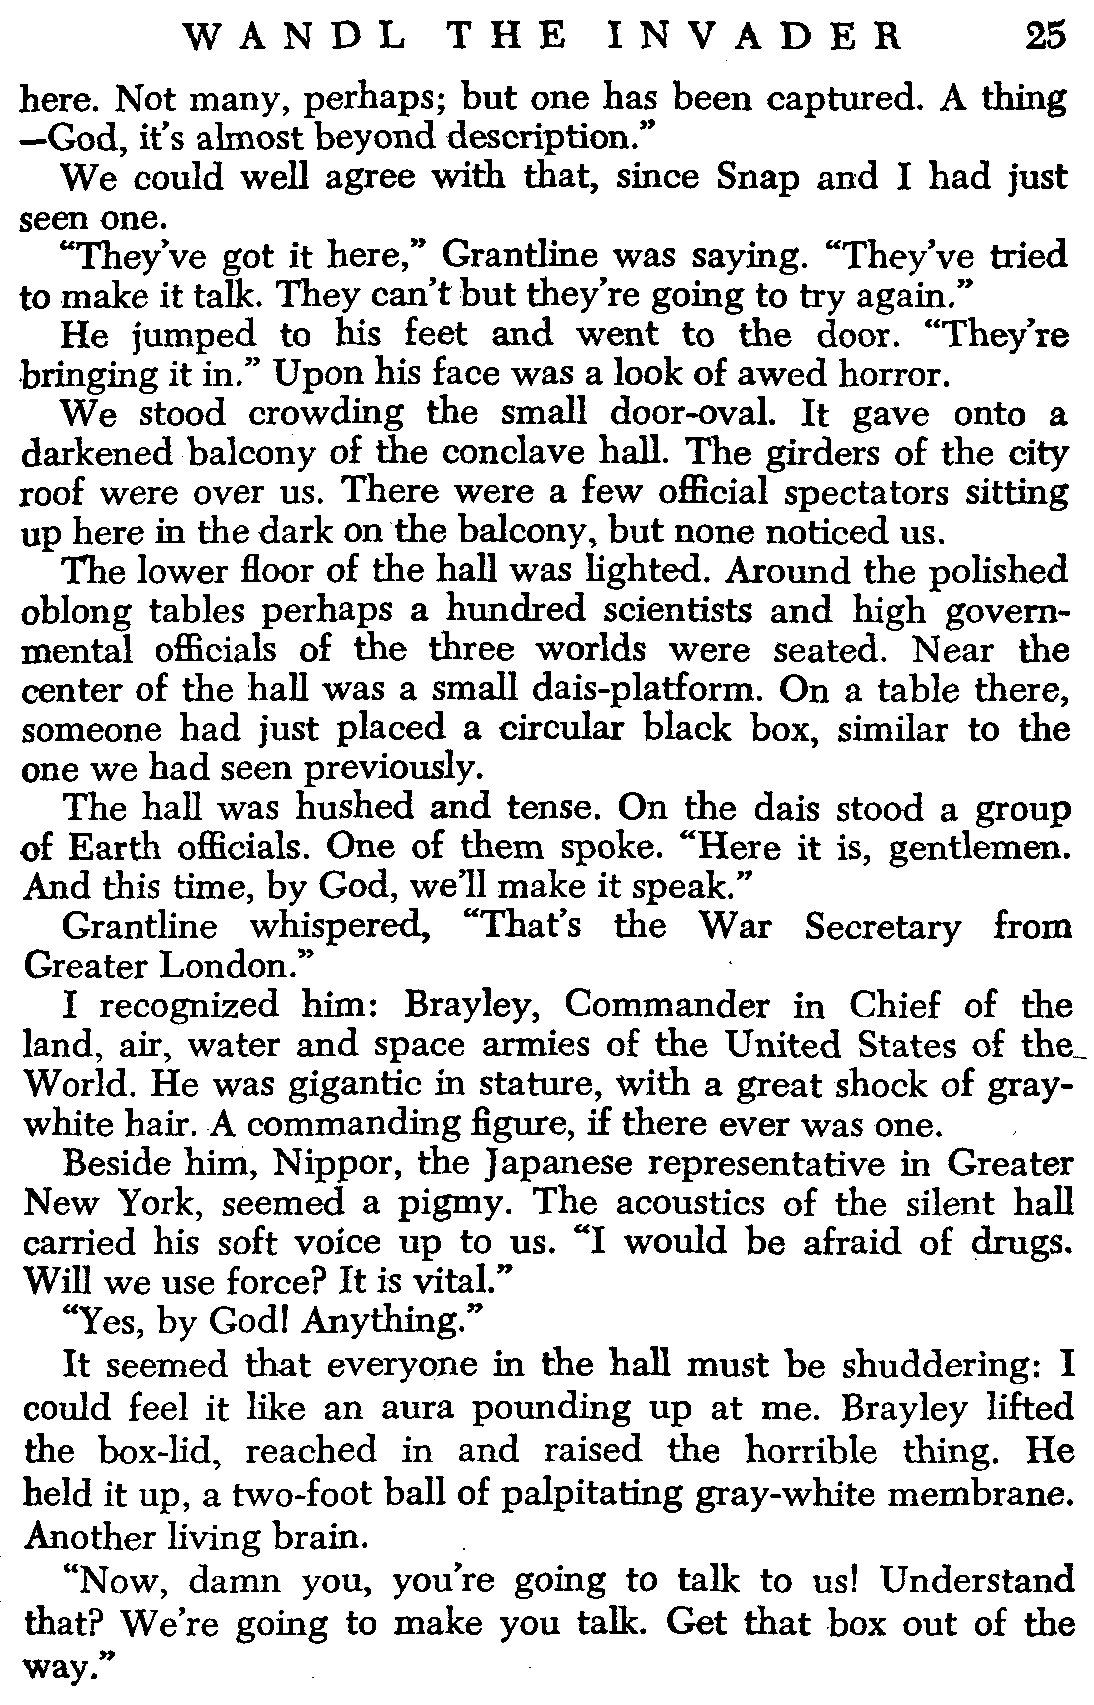 WANDL THE INVADER 25
here. Not many, perhaps; but one has been captured. A thing
—God, it's almost beyond description.”
We could well agree with that, since Snap and I had just
seen one.
“They've got it here,” Grantline was saying. “They've tried
to make it talk. They can't but they're going to try again.”
He jumped to his feet and went to the door. “They're
bringing it in.” Upon his face was a look of awed horror.
We stood crowding the small door-oval. It gave onto a
darkened balcony of the conclave hall. The girders of the city
roof were over us. There were a few official spectators sitting
up here in the dark on the balcony, but none noticed us.
The lower floor of the hall was lighted. Around the polished
oblong tables perhaps a hundred scientists and high govern-
mental officials of the three worlds were seated. Near the
center of the hall was a small dais-platform. On a table there,
someone had just placed a circular black box, similar to the
one we had seen previously.
The hall was hushed and tense. On the dais stood a group
of Earth officials. One of them spoke. “Here it is, gentlemen.
And this time, by God, we'll make it speak.”
Grantline whispered, “That's the War Secretary from
Greater London.”
I recognized him: Brayley, Commander in Chief of the
land, air, water and space armies of the United States of the
World. He was gigantic in stature, with a great shock of gray-
white hair. A commanding figure, if there ever was one.
Beside him, Nippor, the Japanese representative in Greater
New York, seemed a pigmy. The acoustics of the silent hall
carried his soft voice up to us. “I would be afraid of drugs.
Will we use force? It is vital.”
“Yes, by God! Anything.”
It seemed that everyone in the hall must be shuddering: I
could feel it like an aura pounding up at me. Brayley lifted
the box-lid, reached in and raised the horrible thing. He
held it up, a two-foot ball of palpitating gray-white membrane.
Another living brain.
“Now, damn you, you're going to talk to us! Understand
that? We're going to make you talk. Get that box out of the
way.”